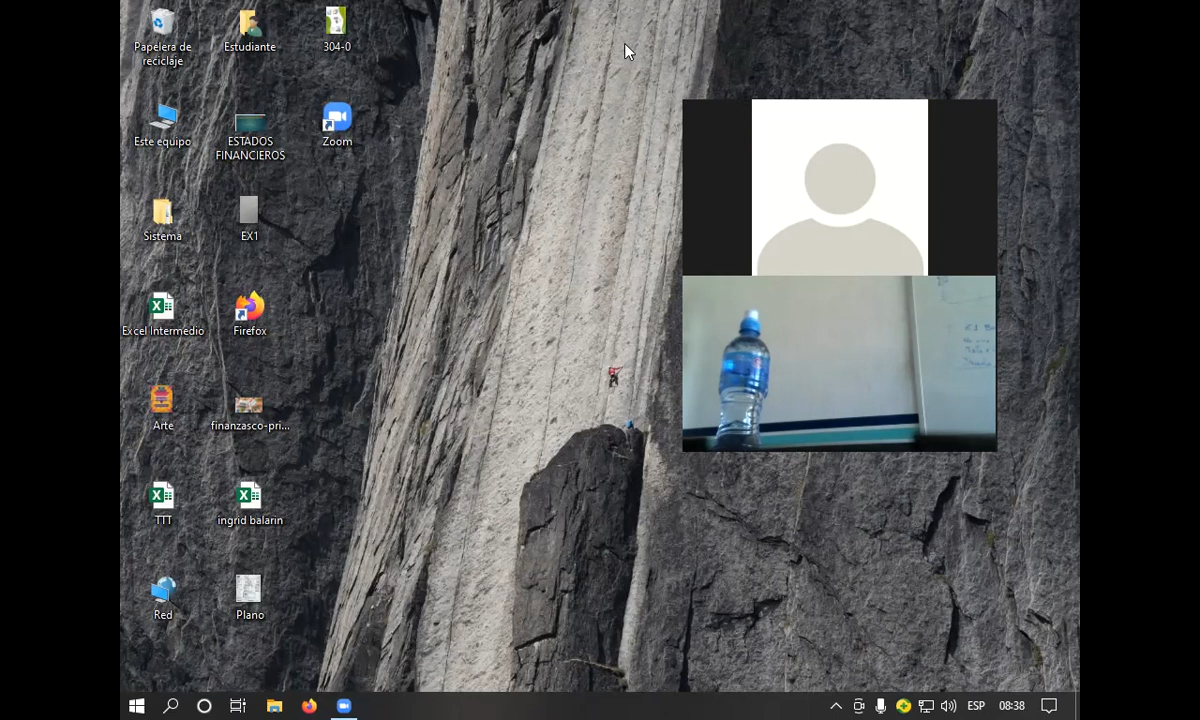 Papelera de
reciclaje
Estudiante
304-0
Este equipo
ESTADOS
FINANCIEROS
Zoom
Sistema
EX1
Excel Intermedio
Firefox
Arte
finanzasco-pri...
TTT
ingrid balarin
Red
Plano
ESP
08:38